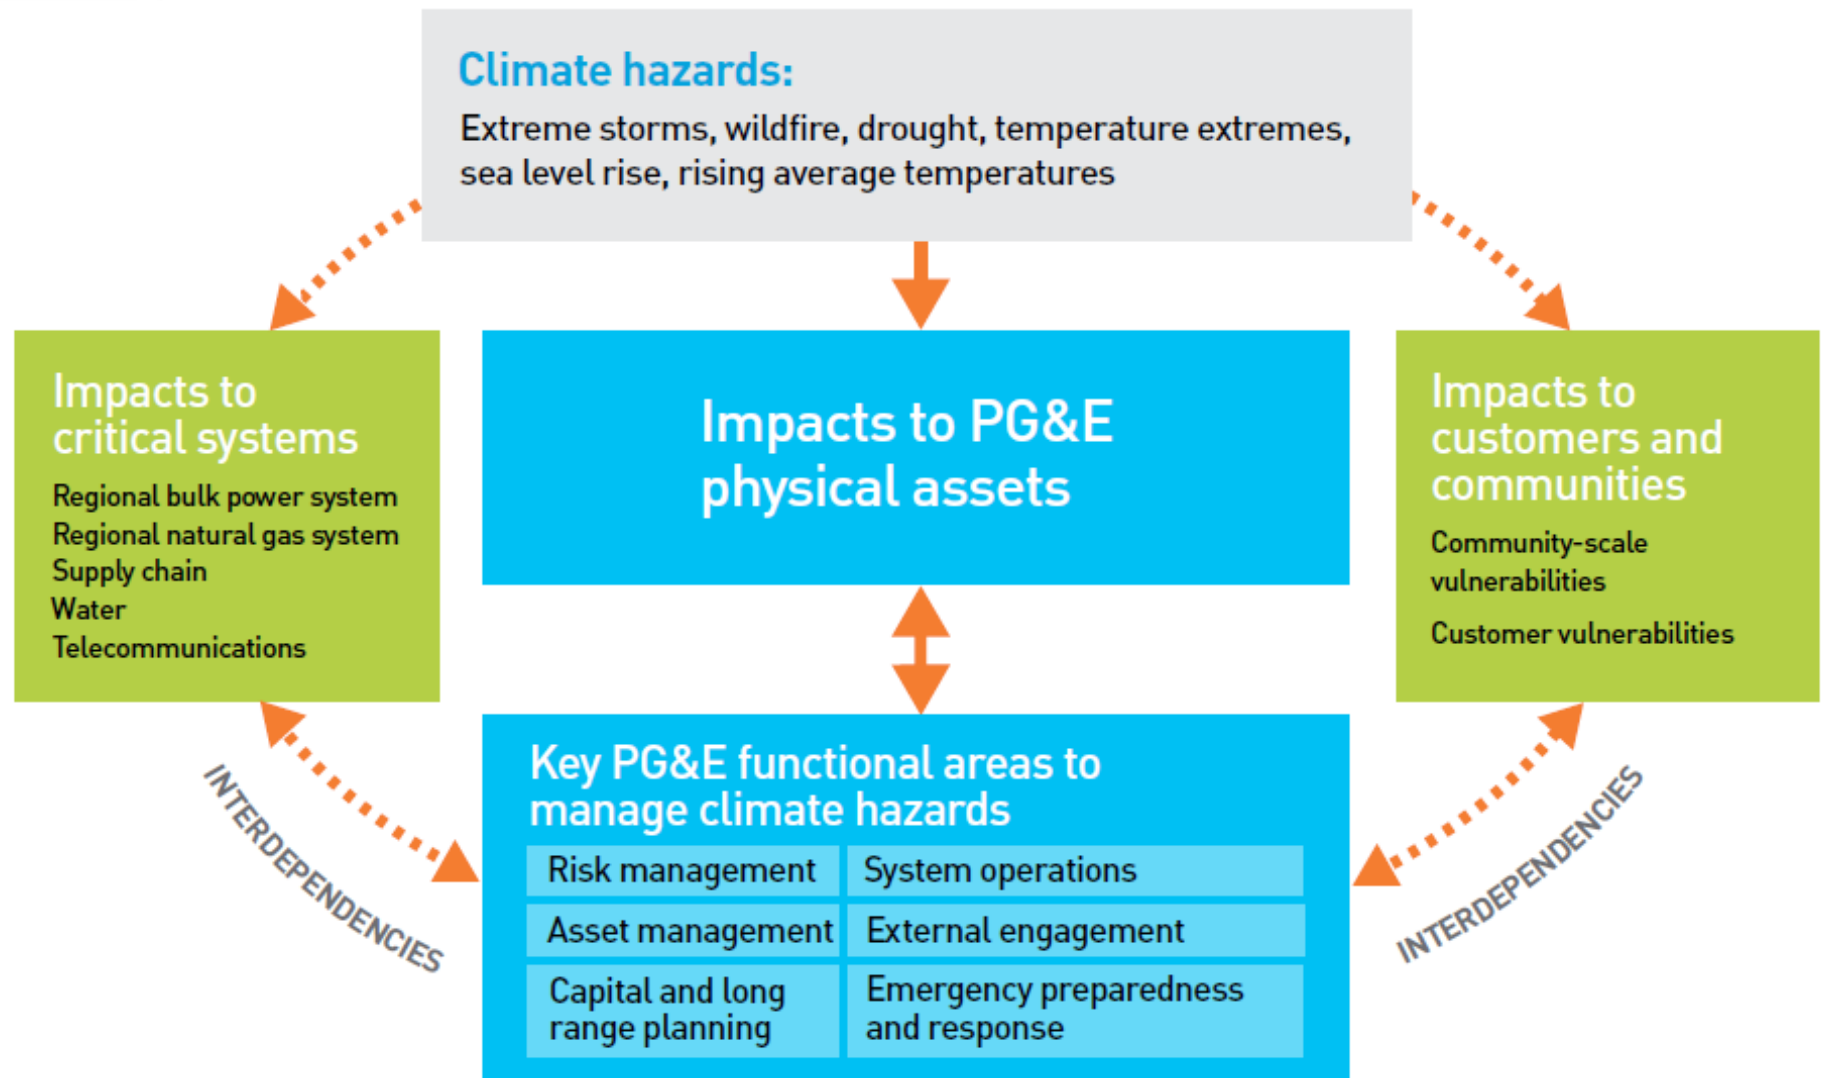 Climate hazards:
Extreme storms, wildfire, drought, temperature extremes,
sea level rise, rising average temperatures
Impacts to
critical systems
Regional bulk power system
Regional natural gas system
Supply chain
Water
Telecommunications
Impacts to PG&E
physical assets
Impacts to
customers and
communities
Community-scale
vulnerabilities
Customer vulnerabilities
INTERDEPENDENCIES
Key PG&E functional areas to
manage climate hazards
Risk management
System operations
Asset management
External engagement
Capital and long
range planning
Emergency preparedness
and response
INTERDEPENDENCIES